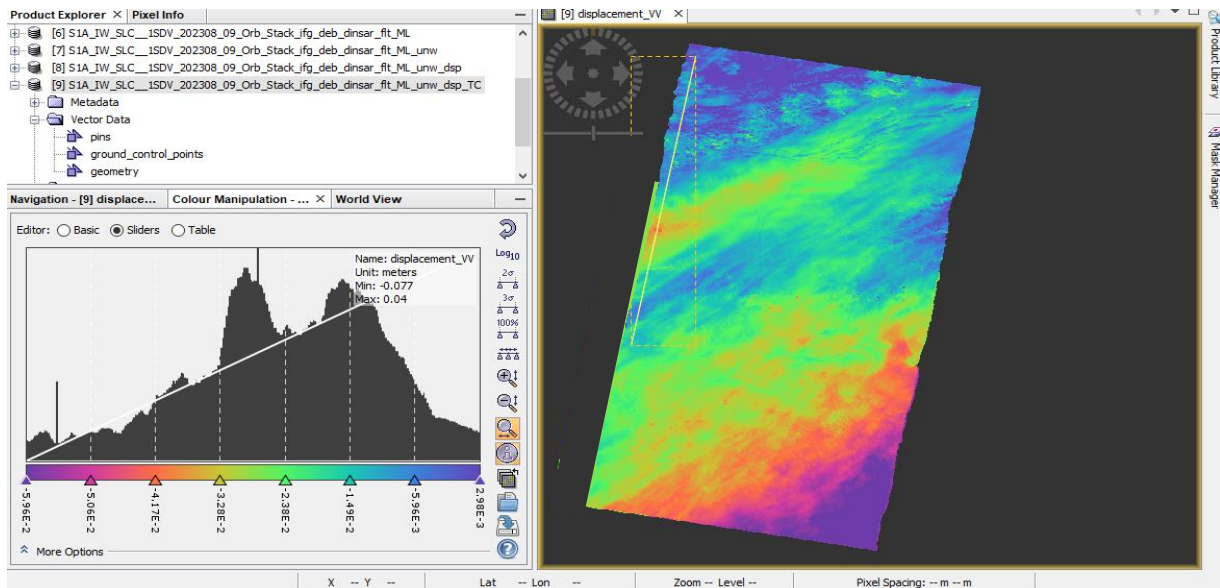 Product Explorer × Pixel Info
[6] S1A_IW_SLC__1SDV_202308_09_Orb_Stack_ifg_deb_dinsar_flt_ML
[7] S1A_IW_SLC__1SDV_202308_09_Orb_Stack_ifg_deb_dinsar_flt_ML_unw
[8] S1A_IW_SLC__1SDV_202308_09_Orb_Stack_ifg_deb_dinsar_flt_ML_unw_dsp
[9] S1A_IW_SLC__1SDV_202308_09_Orb_Stack_ifg_deb_dinsar_flt_ML_unw_dsp_TC
Metadata
Vector Data
pins
ground_control_points
geometry
Navigation - [9] displace... Colour Manipulation - ... × World View
Editor: Basic Sliders Table
Name: displacement_VV
Unit: meters
Min: -0.077
Max: 0.04
Log10
2σ
3σ
100%
-5.96E-2
-5.06E-2
-4.17E-2
-3.28E-2
-2.38E-2
-1.49E-2
-5.96E-3
2.98E-3
More Options
[9] displacement_VV ×
Product Library
Mask Manager
X -- Y -- Lat -- Lon -- Zoom -- Level -- Pixel Spacing: -- m -- m